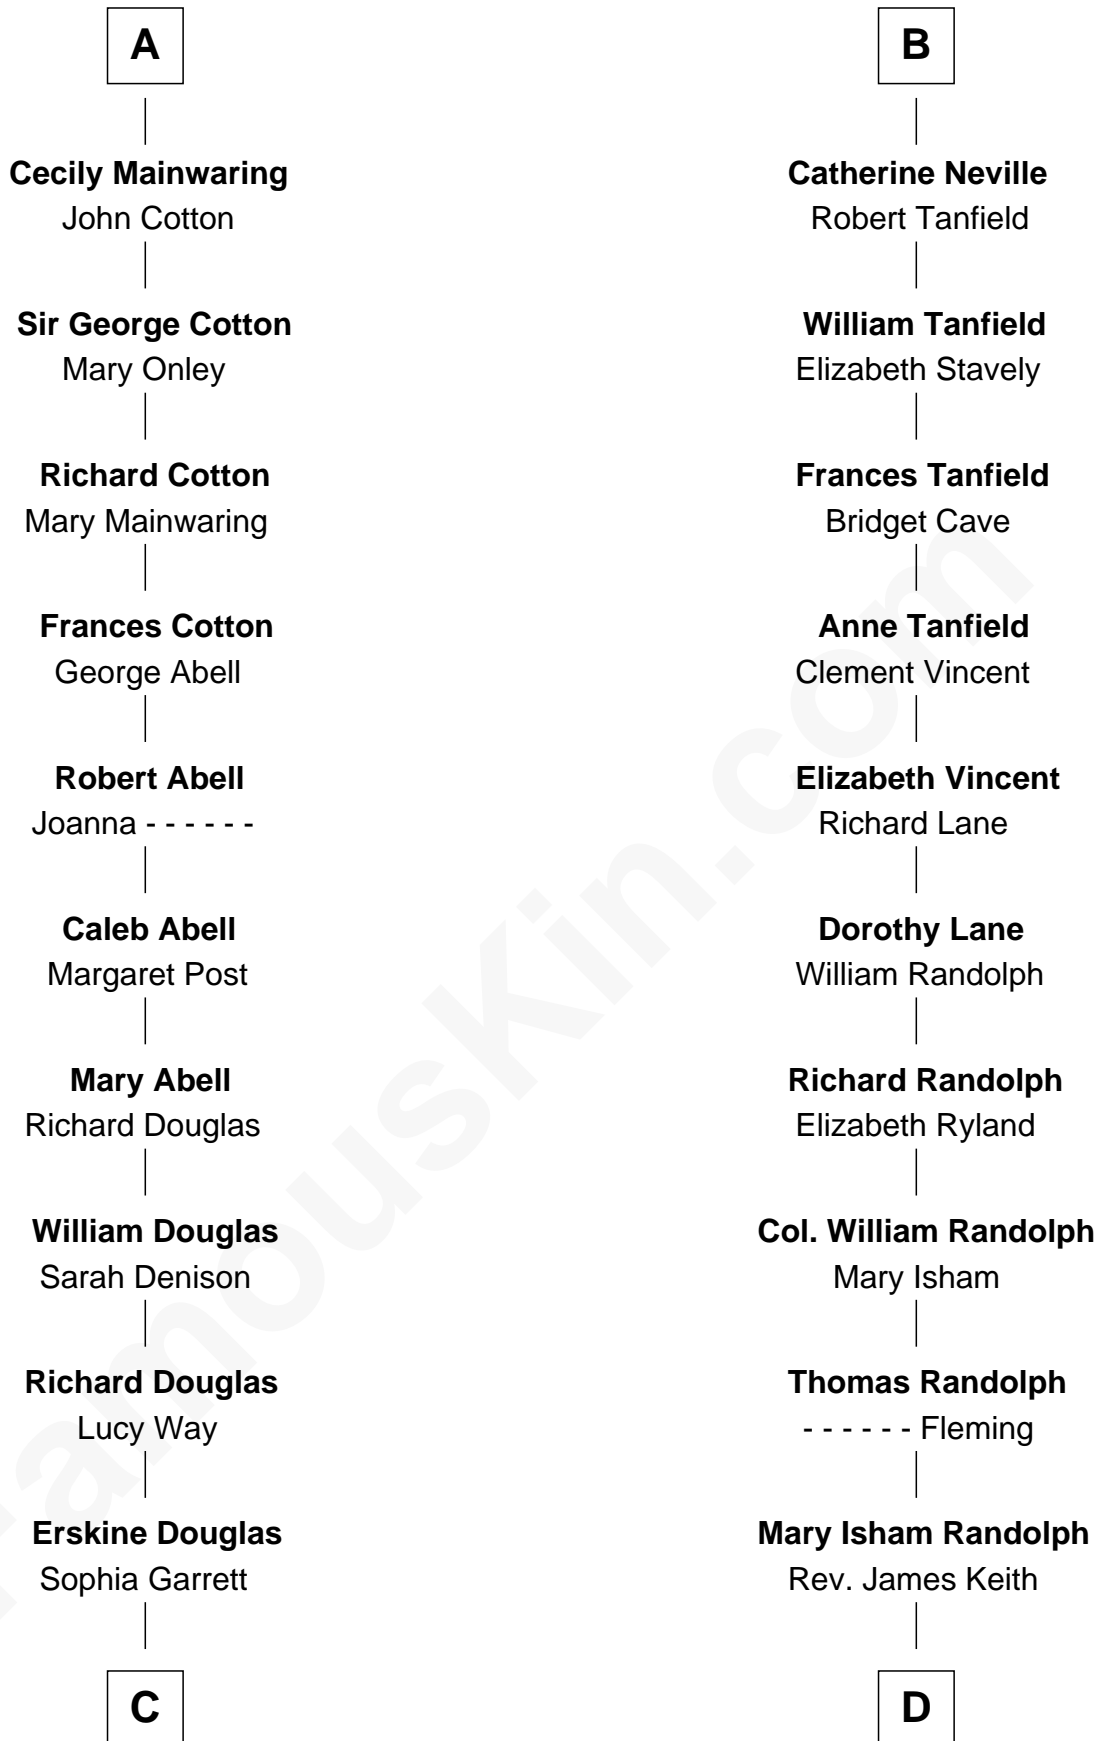 A
Cecily Mainwaring
John Cotton
Sir George Cotton
Mary Onley
Richard Cotton
Mary Mainwaring
Frances Cotton
George Abell
Robert Abell
Joanna - - - - - -
Caleb Abell
Margaret Post
Mary Abell
Richard Douglas
William Douglas
Sarah Denison
Richard Douglas
Lucy Way
Erskine Douglas
Sophia Garrett
C
B
Catherine Neville
Robert Tanfield
William Tanfield
Elizabeth Stavely
Frances Tanfield
Bridget Cave
Anne Tanfield
Clement Vincent
Elizabeth Vincent
Richard Lane
Dorothy Lane
William Randolph
Richard Randolph
Elizabeth Ryland
Col. William Randolph
Mary Isham
Thomas Randolph
- - - - - - Fleming
Mary Isham Randolph
Rev. James Keith
D
FamousKin.com